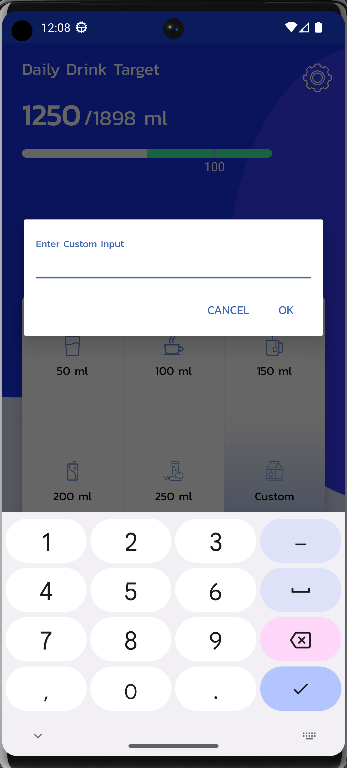 12:08
Daily Drink Target
1250/1898 ml
100
Enter Custom Input
CANCEL OK
50 ml 100 ml 150 ml
200 ml 250 ml Custom
1 2 3 –
4 5 6
7 8 9
, 0 .